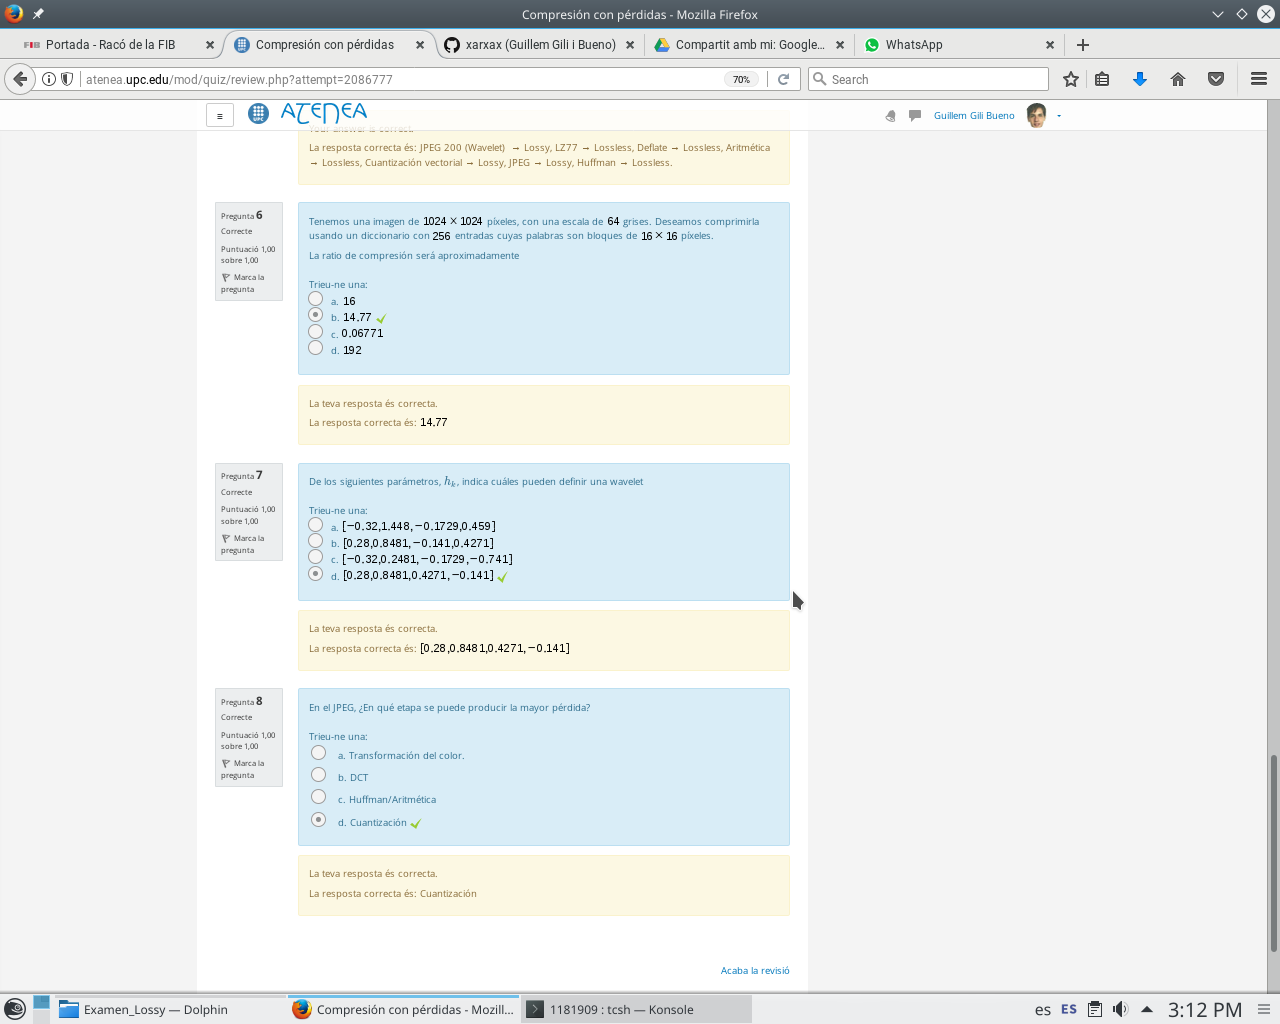 Compresión con pérdidas - Mozilla Firefox
FIB Portada - Racó de la FIB
Compresión con pérdidas
xarxax (Guillem Gili i Bueno)
Compartit amb mi: Google...
WhatsApp
atenea.upc.edu/mod/quiz/review.php?attempt=2086777
70%
Search
UPC
ATENEA
Guillem Gili Bueno
Your answer is correct.
La resposta correcta és: JPEG 200 (Wavelet) → Lossy, LZ77 → Lossless, Deflate → Lossless, Aritmética
→ Lossless, Cuantización vectorial → Lossy, JPEG → Lossy, Huffman → Lossless.
Pregunta 6
Correcte
Puntuació 1,00
sobre 1,00
Marca la
pregunta
Tenemos una imagen de 1024 × 1024 píxeles, con una escala de 64 grises. Deseamos comprimirla
usando un diccionario con 256 entradas cuyas palabras son bloques de 16 × 16 píxeles.
La ratio de compresión será aproximadamente
Trieu-ne una:
a. 16
b. 14.77
c. 0.06771
d. 192
La teva resposta és correcta.
La resposta correcta és: 14.77
Pregunta 7
Correcte
Puntuació 1,00
sobre 1,00
Marca la
pregunta
De los siguientes parámetros, hₖ, indica cuáles pueden definir una wavelet
Trieu-ne una:
a. [−0.32,1.448,−0.1729,0.459]
b. [0.28,0.8481,−0.141,0.4271]
c. [−0.32,0.2481,−0.1729,−0.741]
d. [0.28,0.8481,0.4271,−0.141]
La teva resposta és correcta.
La resposta correcta és: [0.28,0.8481,0.4271,−0.141]
Pregunta 8
Correcte
Puntuació 1,00
sobre 1,00
Marca la
pregunta
En el JPEG, ¿En qué etapa se puede producir la mayor pérdida?
Trieu-ne una:
a. Transformación del color.
b. DCT
c. Huffman/Aritmética
d. Cuantización
La teva resposta és correcta.
La resposta correcta és: Cuantización
Acaba la revisió
Examen_Lossy — Dolphin
Compresión con pérdidas - Mozill...
1181909 : tcsh — Konsole
es
ES
3:12 PM